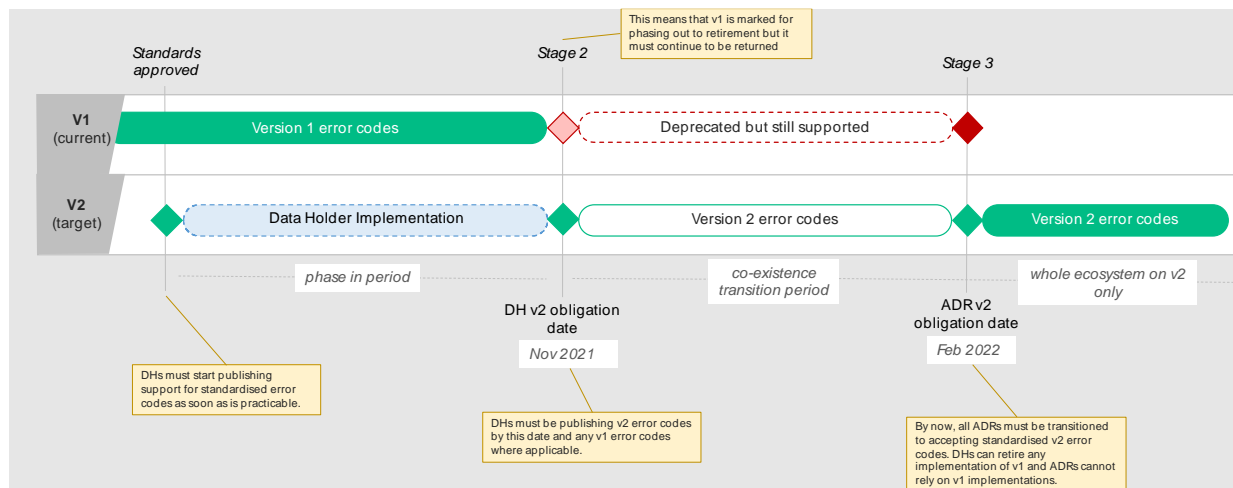 This means that v1 is marked for
phasing out to retirement but it
must continue to be returned
Standards
approved
Stage 2
Stage 3
V1
(current)
Version 1 error codes
Deprecated but still supported
V2
(target)
Data Holder Implementation
Version 2 error codes
Version 2 error codes
phase in period
co-existence
transition period
whole ecosystem on v2
only
DH v2 obligation
date
Nov 2021
ADR v2
obligation date
Feb 2022
DHs must start publishing
support for standardised error
codes as soon as is practicable.
DHs must be publishing v2 error codes
by this date and any v1 error codes
where applicable.
By now, all ADRs must be transitioned
to accepting standardised v2 error
codes. DHs can retire any
implementation of v1 and ADRs cannot
rely on v1 implementations.